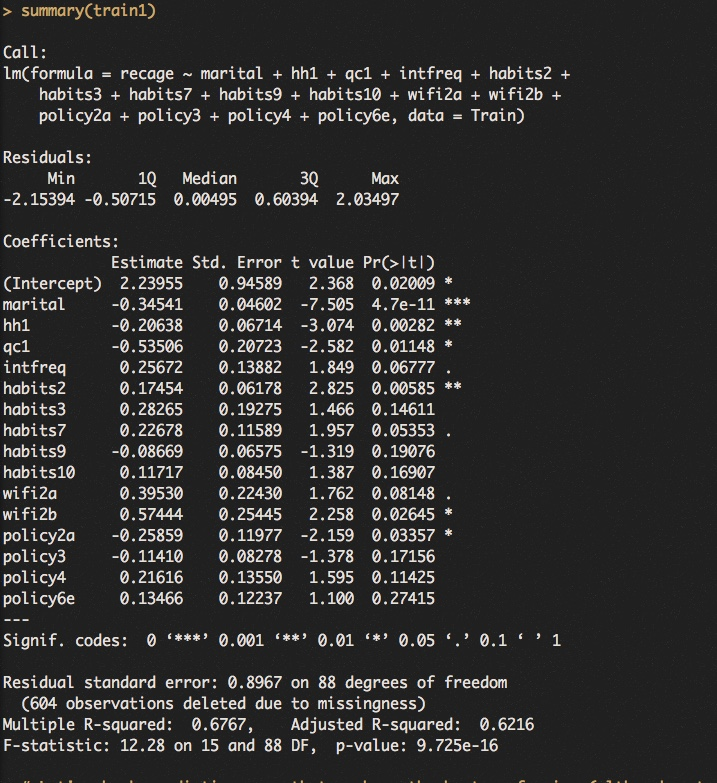 > summary(train1)
Call:
lm(formula = recage ~ marital + hh1 + qc1 + intfreq + habits2 +
    habits3 + habits7 + habits9 + habits10 + wifi2a + wifi2b +
    policy2a + policy3 + policy4 + policy6e, data = Train)
Residuals:
     Min       1Q   Median       3Q      Max
-2.15394 -0.50715  0.00495  0.60394  2.03497
Coefficients:
            Estimate Std. Error t value Pr(>|t|)
(Intercept)  2.23955    0.94589   2.368  0.02009 *
marital     -0.34541    0.04602  -7.505  4.7e-11 ***
hh1         -0.20638    0.06714  -3.074  0.00282 **
qc1         -0.53506    0.20723  -2.582  0.01148 *
intfreq      0.25672    0.13882   1.849  0.06777 .
habits2      0.17454    0.06178   2.825  0.00585 **
habits3      0.28265    0.19275   1.466  0.14611
habits7      0.22678    0.11589   1.957  0.05353 .
habits9     -0.08669    0.06575  -1.319  0.19076
habits10     0.11717    0.08450   1.387  0.16907
wifi2a       0.39530    0.22430   1.762  0.08148 .
wifi2b       0.57444    0.25445   2.258  0.02645 *
policy2a    -0.25859    0.11977  -2.159  0.03357 *
policy3     -0.11410    0.08278  -1.378  0.17156
policy4      0.21616    0.13550   1.595  0.11425
policy6e     0.13466    0.12237   1.100  0.27415
---
Signif. codes:  0 ‘***’ 0.001 ‘**’ 0.01 ‘*’ 0.05 ‘.’ 0.1 ‘ ’ 1
Residual standard error: 0.8967 on 88 degrees of freedom
  (604 observations deleted due to missingness)
Multiple R-squared:  0.6767,    Adjusted R-squared:  0.6216
F-statistic: 12.28 on 15 and 88 DF,  p-value: 9.725e-16